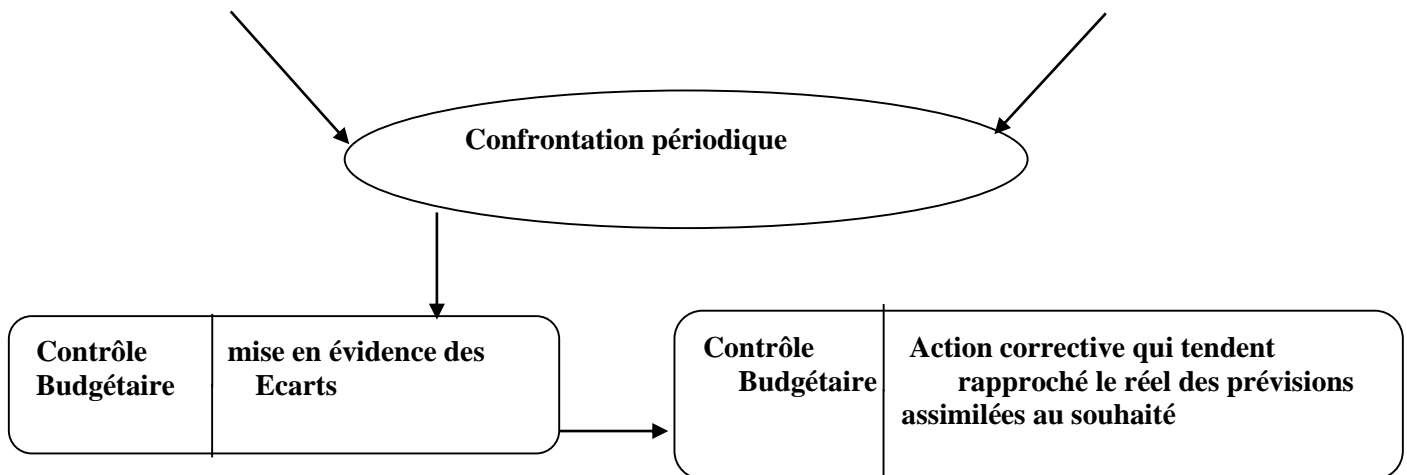 Confrontation périodique
Contrôle
Budgétaire
mise en évidence des
Ecarts
Contrôle
Budgétaire
Action corrective qui tendent
rapproché le réel des prévisions
assimilées au souhaité